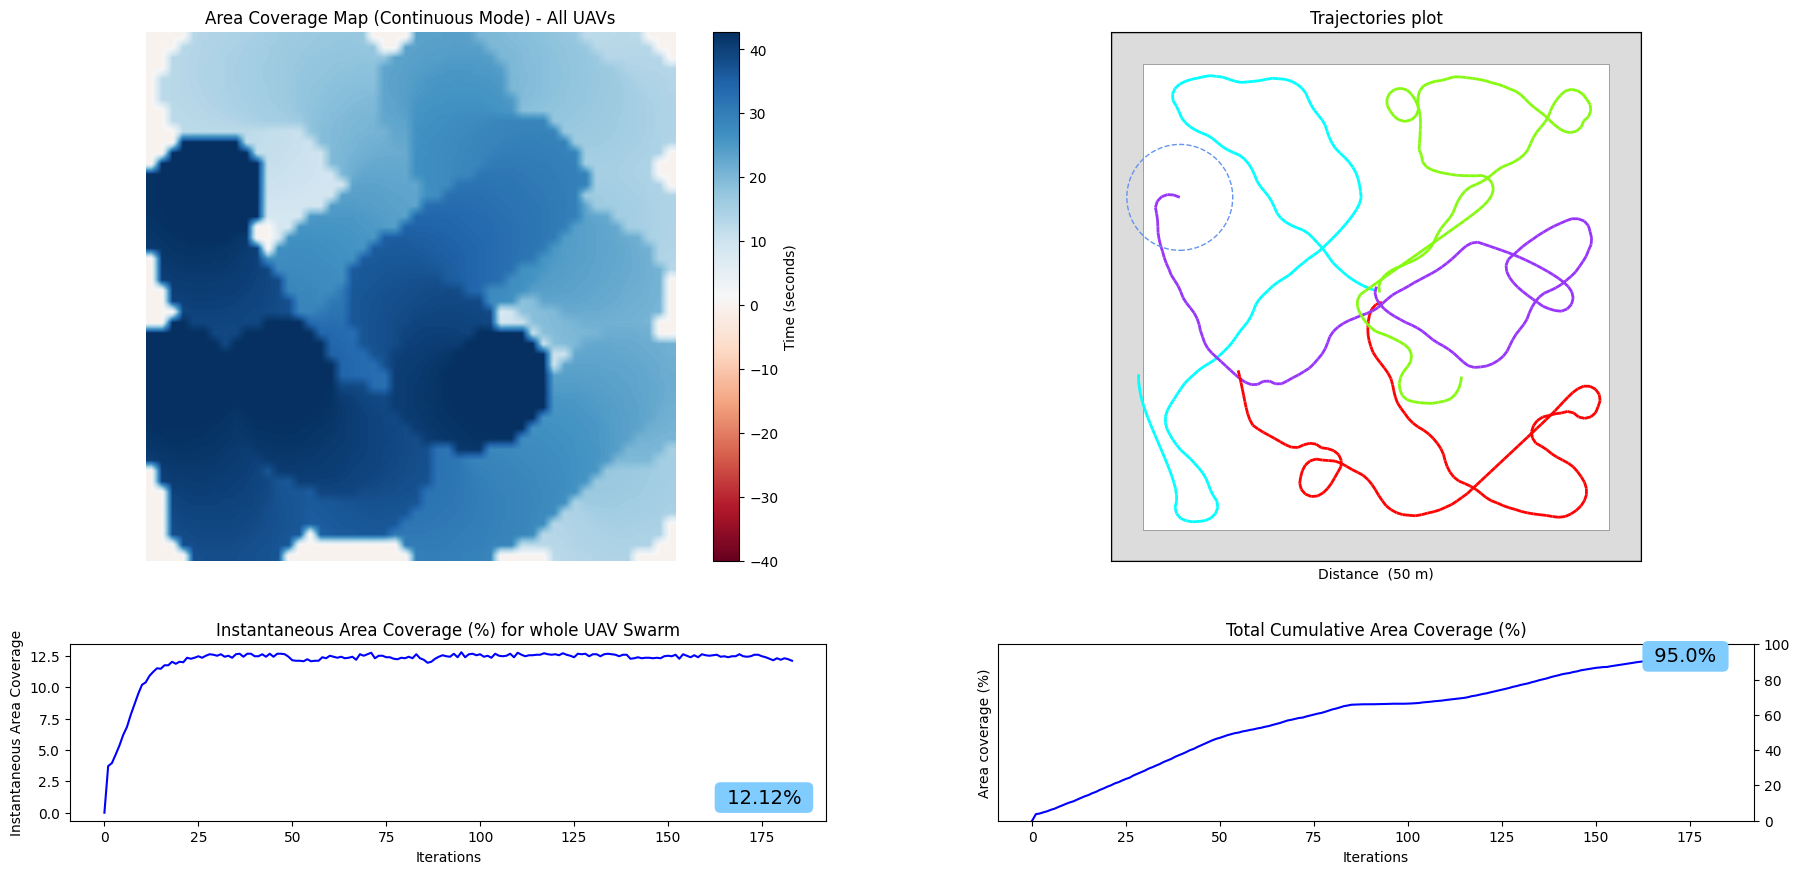 Area Coverage Map (Continuous Mode) - All UAVs
40
30
20
10
0
−10
−20
−30
−40
Time (seconds)
Trajectories plot
Distance  (50 m)
Instantaneous Area Coverage (%) for whole UAV Swarm
Instantaneous Area Coverage
12.5
10.0
7.5
5.0
2.5
0.0
12.12%
0 25 50 75 100 125 150 175
Iterations
Total Cumulative Area Coverage (%)
Area coverage (%)
95.0%
100
80
60
40
20
0
0 25 50 75 100 125 150 175
Iterations